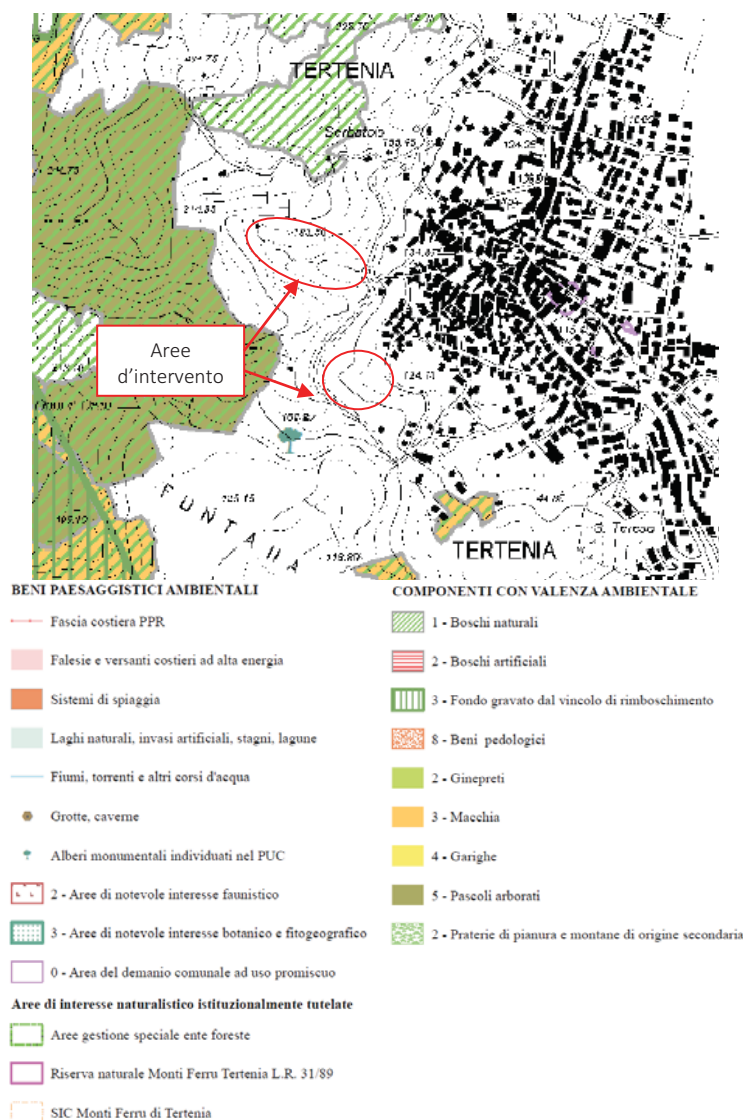 TERTENIA
Serbatoio
Aree
d'intervento
FUNTANA
S. Teresa
TERTENIA
BENI PAESAGGISTICI AMBIENTALI
Fascia costiera PPR
Falesie e versanti costieri ad alta energia
Sistemi di spiaggia
Laghi naturali, invasi artificiali, stagni, lagune
Fiumi, torrenti e altri corsi d'acqua
Grotte, caverne
Alberi monumentali individuati nel PUC
2 - Aree di notevole interesse faunistico
3 - Aree di notevole interesse botanico e fitogeografico
0 - Area del demanio comunale ad uso promiscuo
Aree di interesse naturalistico istituzionalmente tutelate
Aree gestione speciale ente foreste
Riserva naturale Monti Ferru Tertenia L.R. 31/89
SIC Monti Ferru di Tertenia
COMPONENTI CON VALENZA AMBIENTALE
1 - Boschi naturali
2 - Boschi artificiali
3 - Fondo gravato dal vincolo di rimboschimento
8 - Beni pedologici
2 - Ginepreti
3 - Macchia
4 - Garighe
5 - Pascoli arborati
2 - Praterie di pianura e montane di origine secondaria